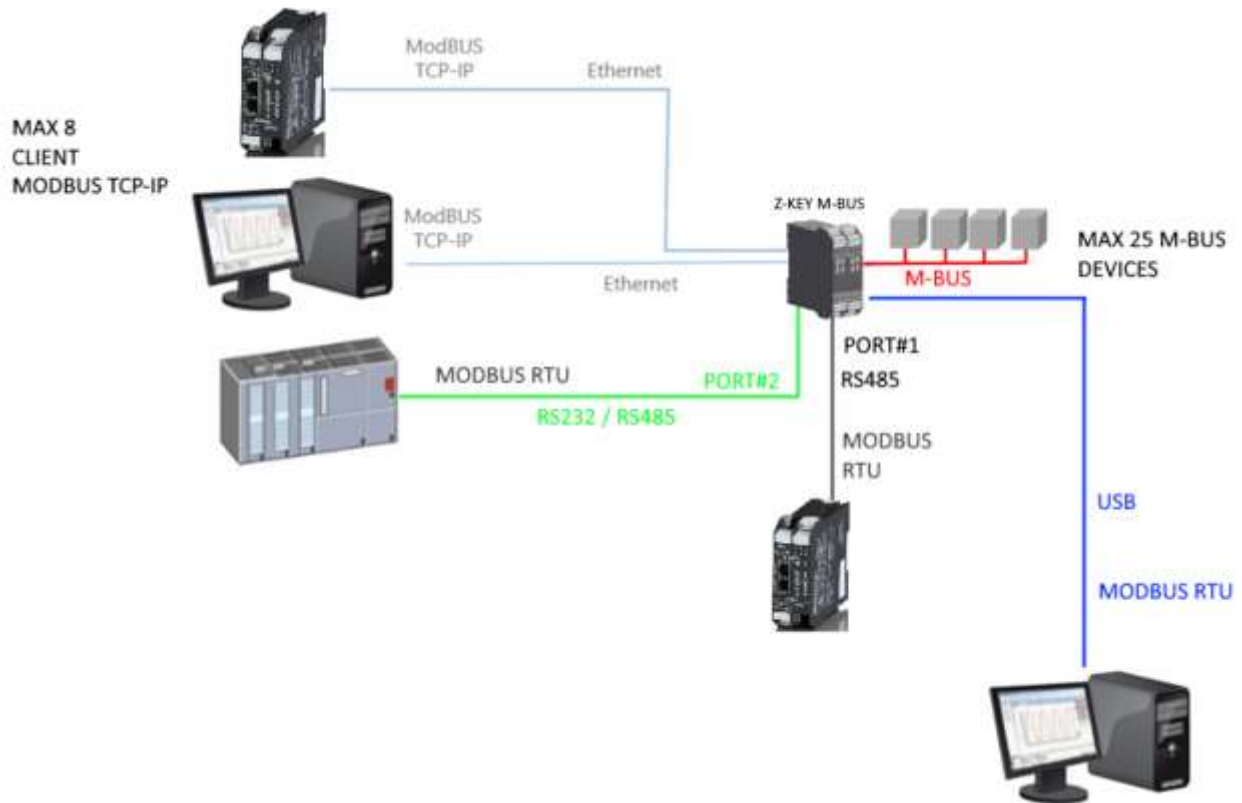 ModBUS
TCP-IP
Ethernet
MAX 8
CLIENT
MODBUS TCP-IP
ModBUS
TCP-IP
Ethernet
Z-KEY M-BUS
MAX 25 M-BUS
DEVICES
M-BUS
PORT#1
RS485
MODBUS RTU
PORT#2
RS232 / RS485
MODBUS
RTU
USB
MODBUS RTU